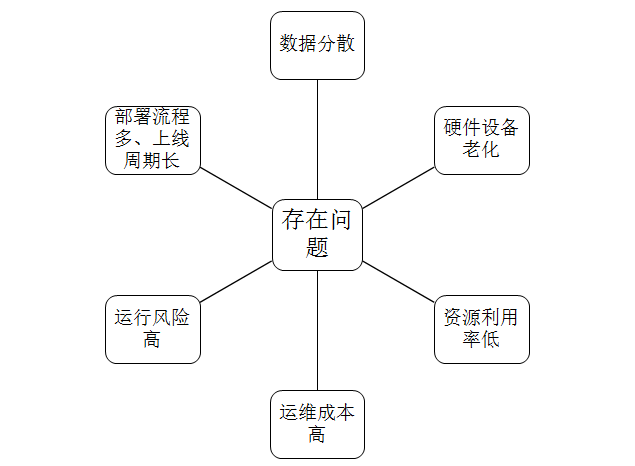 数据分散
部署流程
多、上线
周期长
硬件设备
老化
存在问
题
运行风险
高
资源利用
率低
运维成本
高